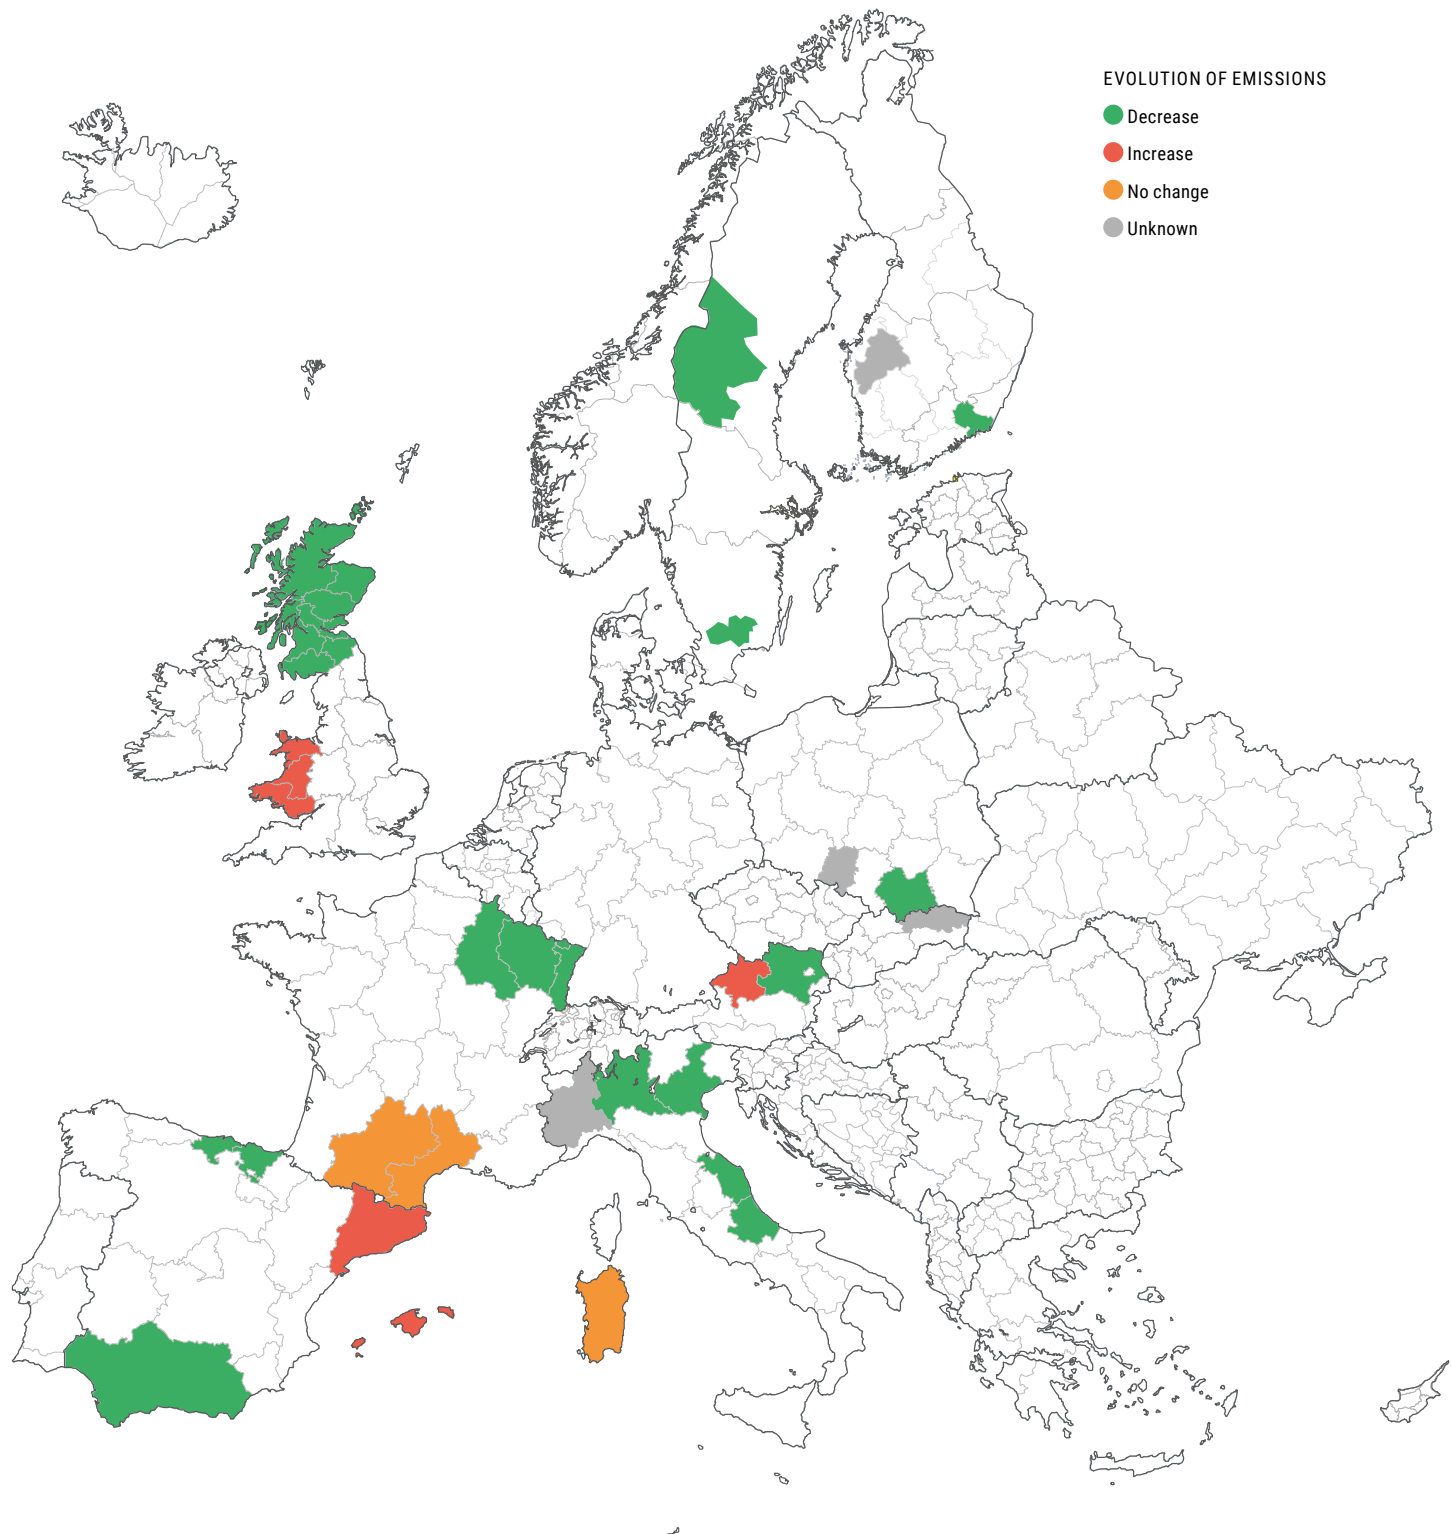 EVOLUTION OF EMISSIONS
Decrease
Increase
No change
Unknown